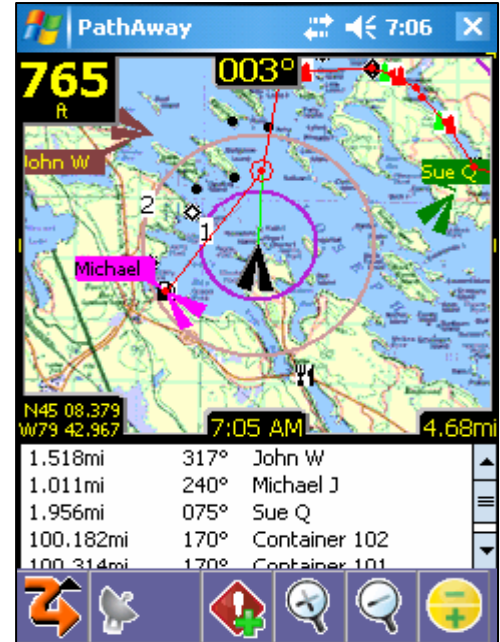 PathAway
7:06
765
ft
003°
John W
Sue Q
2
1
Michael
N45 08.379
W79 42.967
7:05 AM
4.68mi
1.518mi 317° John W
1.011mi 240° Michael J
1.956mi 075° Sue Q
100.182mi 170° Container 102
100.314mi 170° Container 101